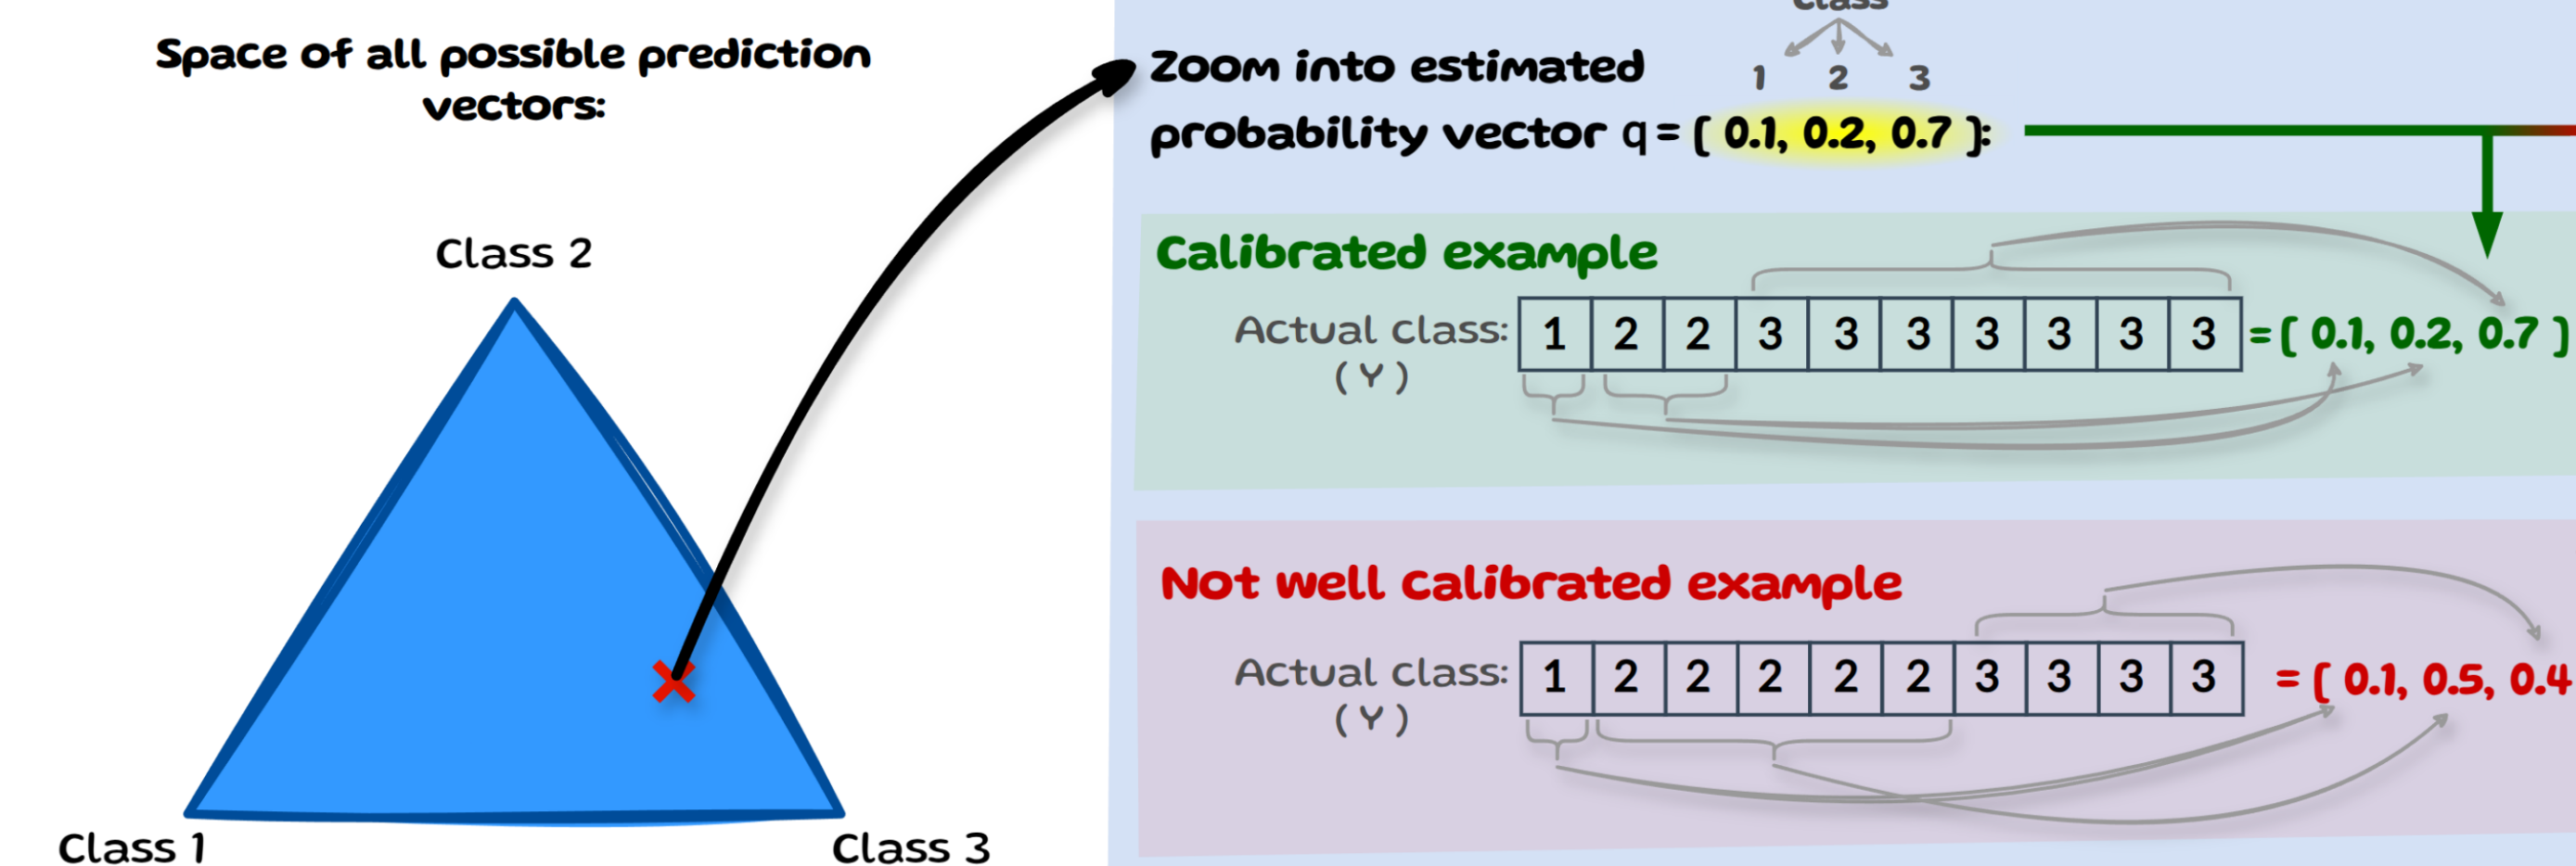 Space of all possible prediction
vectors:
Class 2
Class 1
Class 3
Class
Zoom into estimated
1 2 3
probability vector q = [ 0.1, 0.2, 0.7 ]:
Calibrated example
Actual class: 1 2 2 3 3 3 3 3 3 3 = [ 0.1, 0.2, 0.7 ]
( Y )
Not well calibrated example
Actual class: 1 2 2 2 2 2 3 3 3 3 = [ 0.1, 0.5, 0.4
( Y )